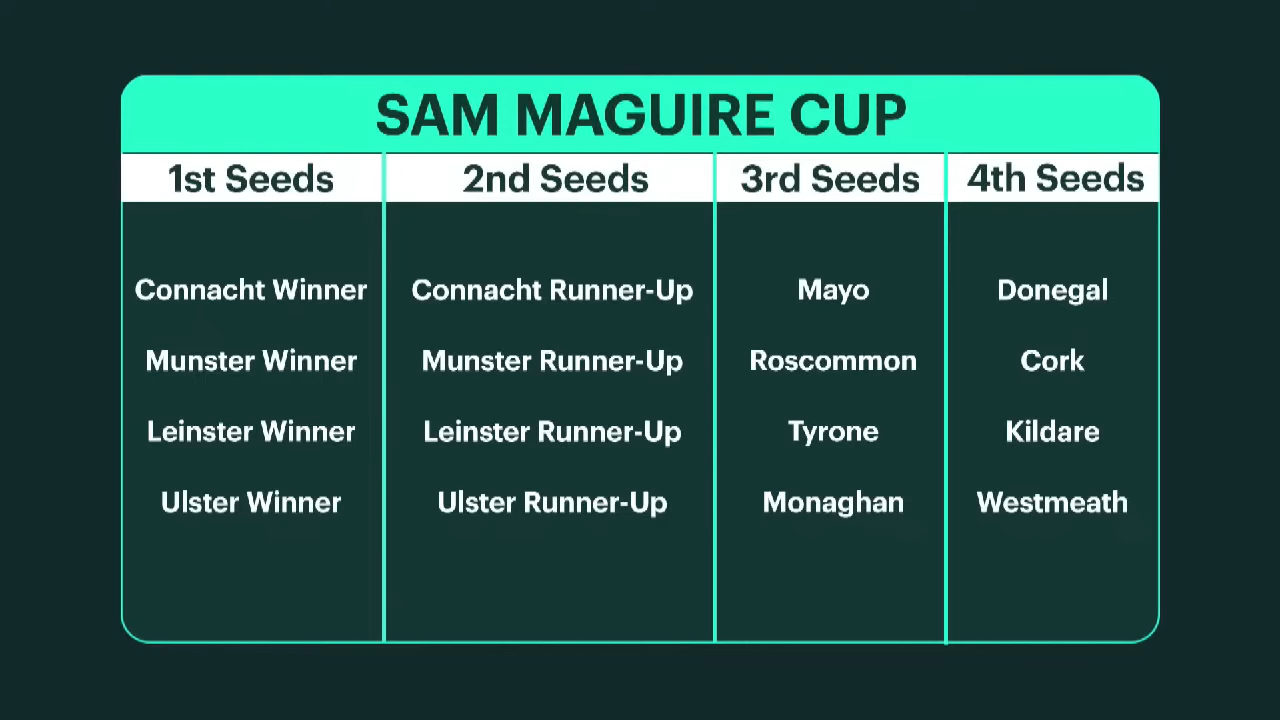 SAM MAGUIRE CUP
1st Seeds 2nd Seeds 3rd Seeds 4th Seeds
Connacht Winner Connacht Runner-Up Mayo Donegal
Munster Winner Munster Runner-Up Roscommon Cork
Leinster Winner Leinster Runner-Up Tyrone Kildare
Ulster Winner Ulster Runner-Up Monaghan Westmeath